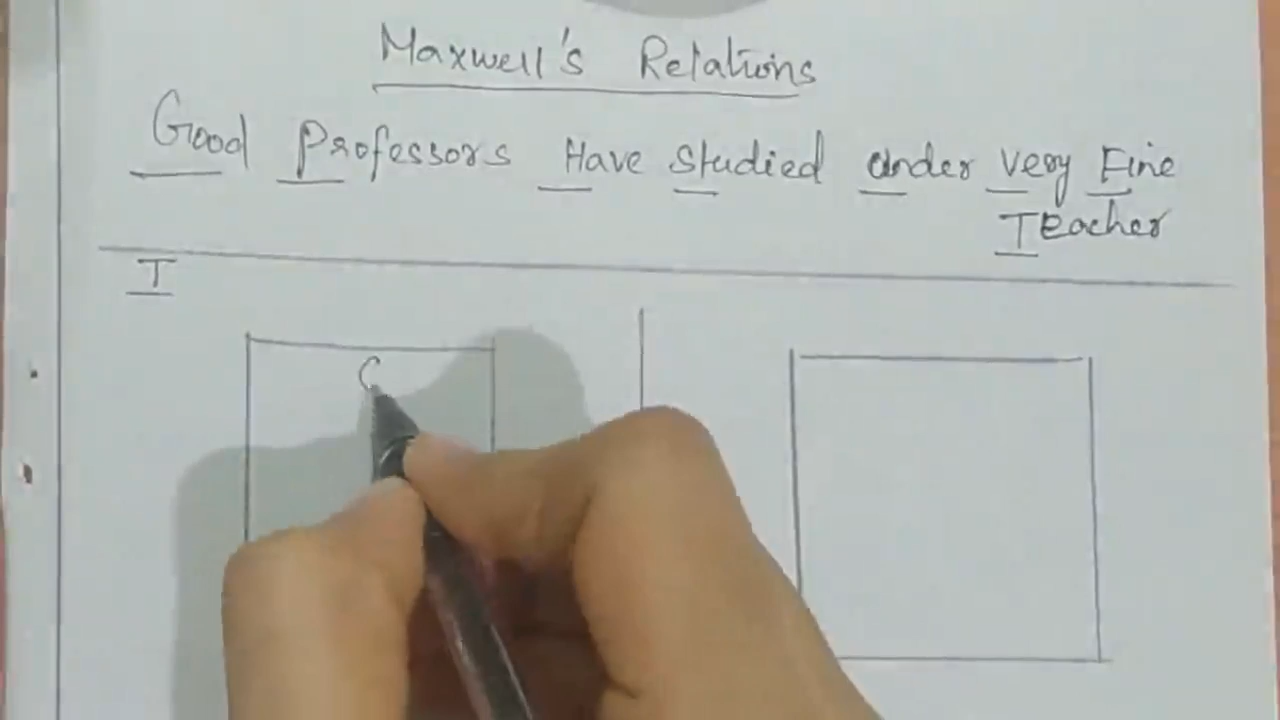 Maxwell's Relations
Good Professors Have Studied under very Fine
Teacher
I
G